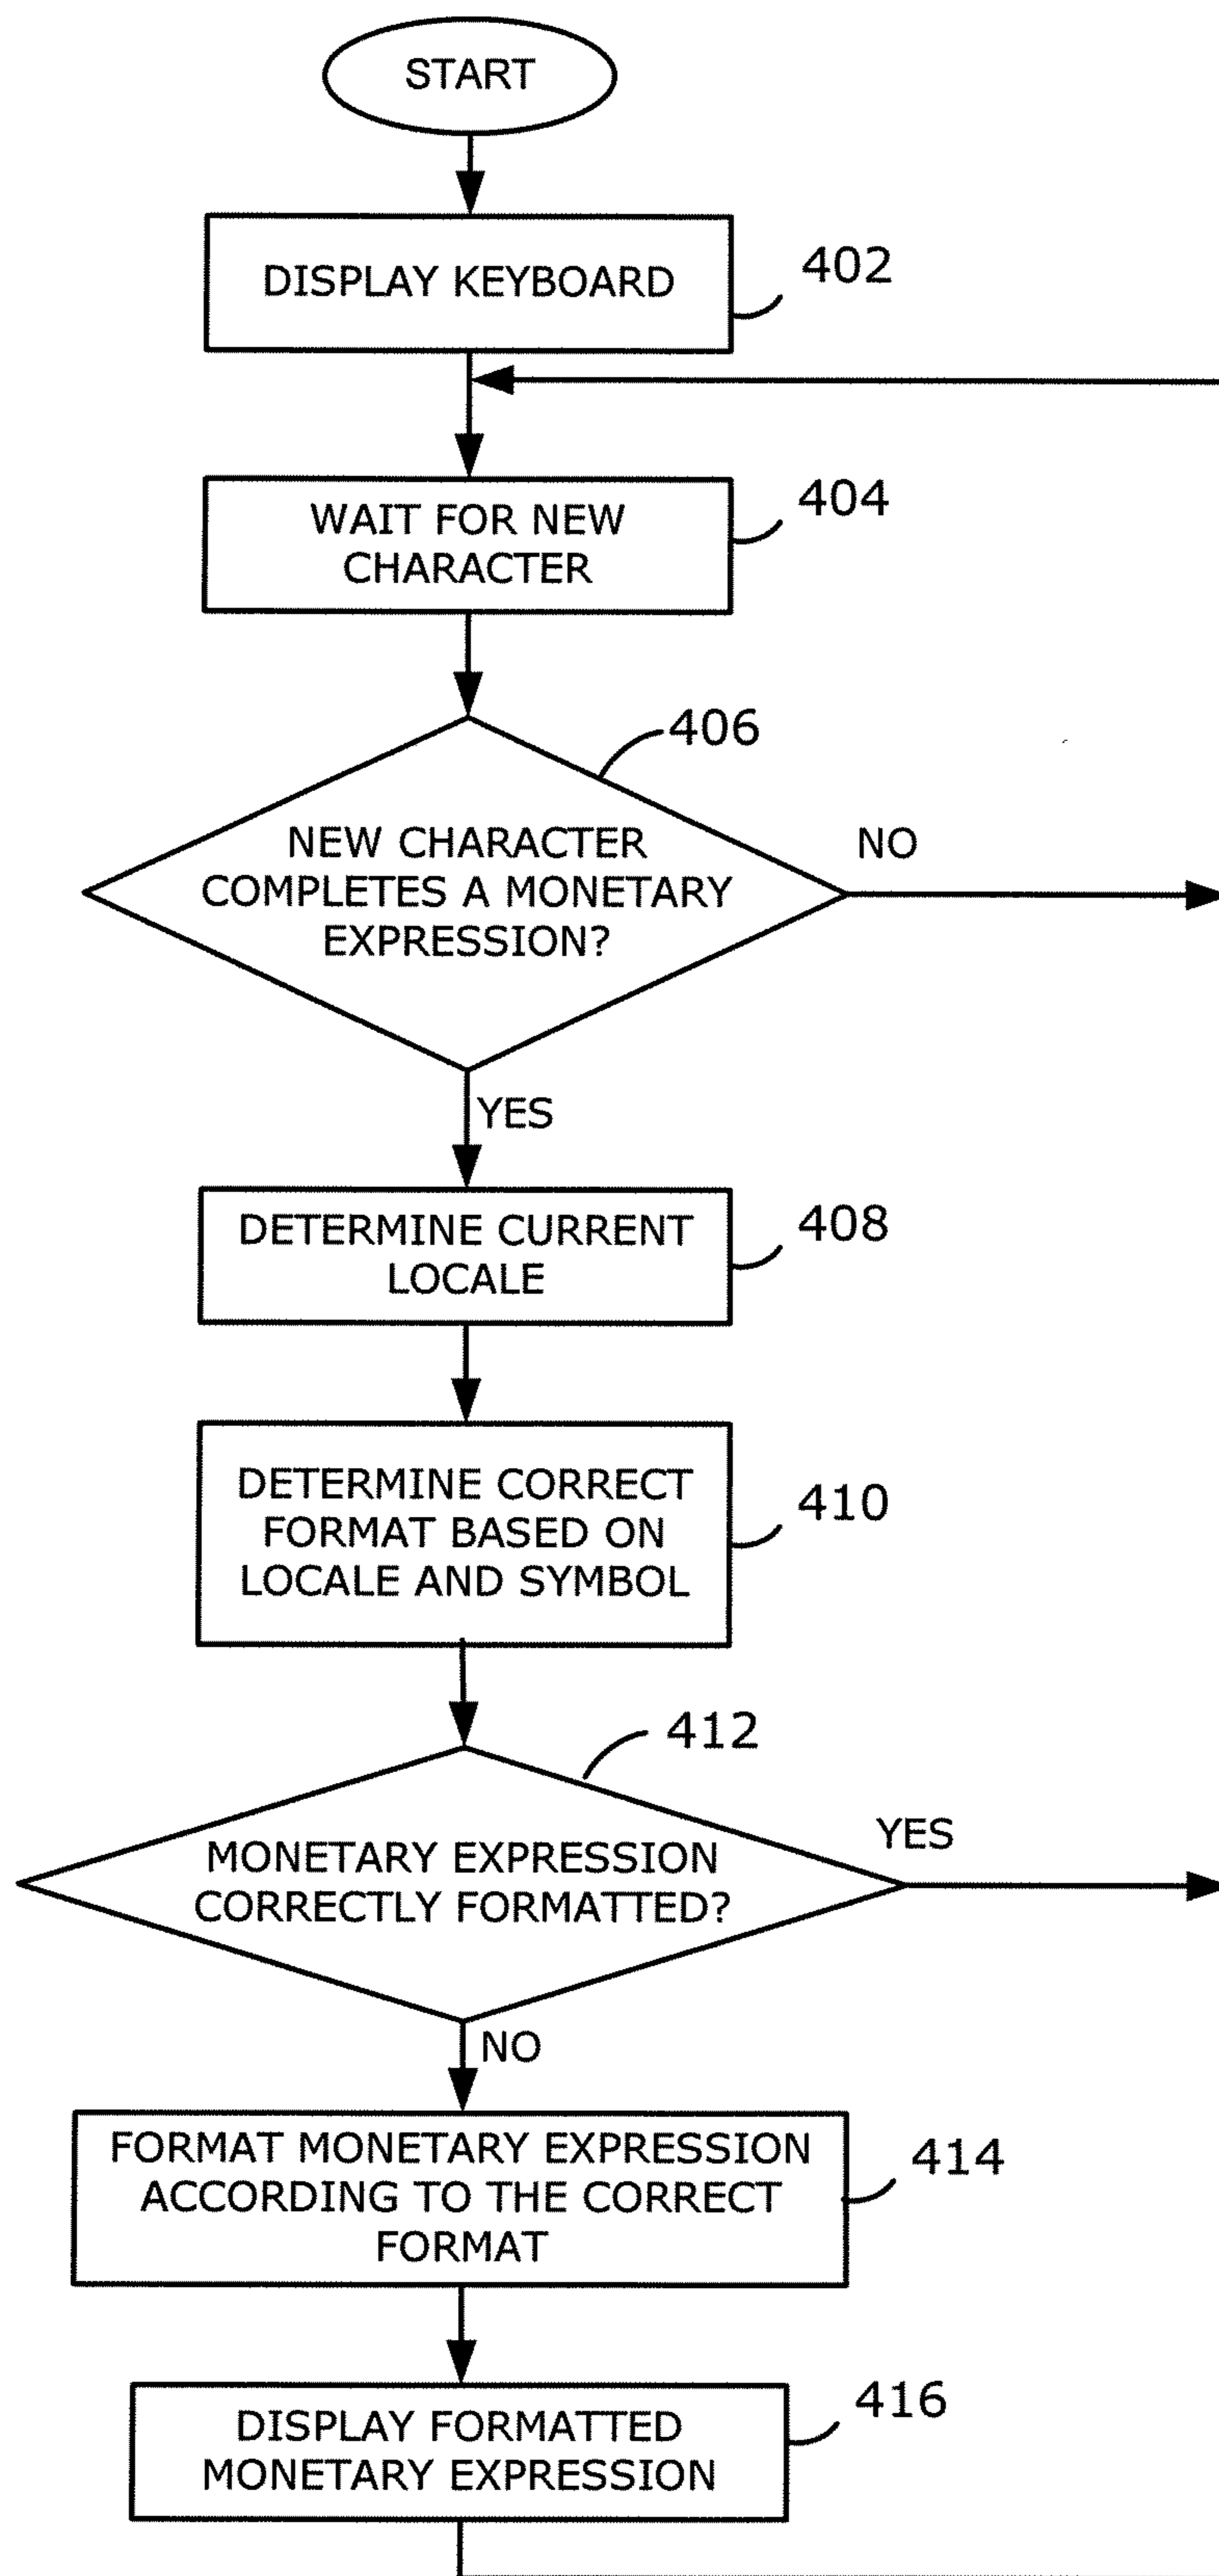 START
DISPLAY KEYBOARD
402
WAIT FOR NEW
CHARACTER
404
406
NEW CHARACTER
COMPLETES A MONETARY
EXPRESSION?
NO
YES
DETERMINE CURRENT
LOCALE
408
DETERMINE CORRECT
FORMAT BASED ON
LOCALE AND SYMBOL
410
412
MONETARY EXPRESSION
CORRECTLY FORMATTED?
YES
NO
FORMAT MONETARY EXPRESSION
ACCORDING TO THE CORRECT
FORMAT
414
DISPLAY FORMATTED
MONETARY EXPRESSION
416